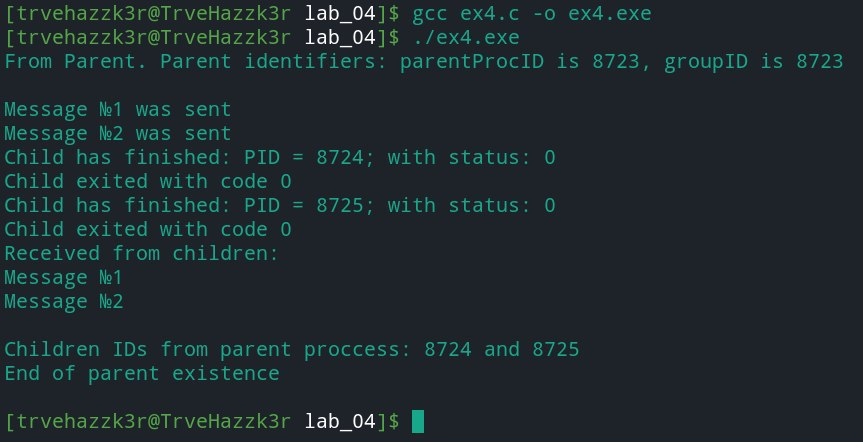 [trvehazzk3r@TrveHazzk3r lab_04]$ gcc ex4.c -o ex4.exe
[trvehazzk3r@TrveHazzk3r lab_04]$ ./ex4.exe
From Parent. Parent identifiers: parentProcID is 8723, groupID is 8723
Message №1 was sent
Message №2 was sent
Child has finished: PID = 8724; with status: 0
Child exited with code 0
Child has finished: PID = 8725; with status: 0
Child exited with code 0
Received from children:
Message №1
Message №2
Children IDs from parent proccess: 8724 and 8725
End of parent existence
[trvehazzk3r@TrveHazzk3r lab_04]$